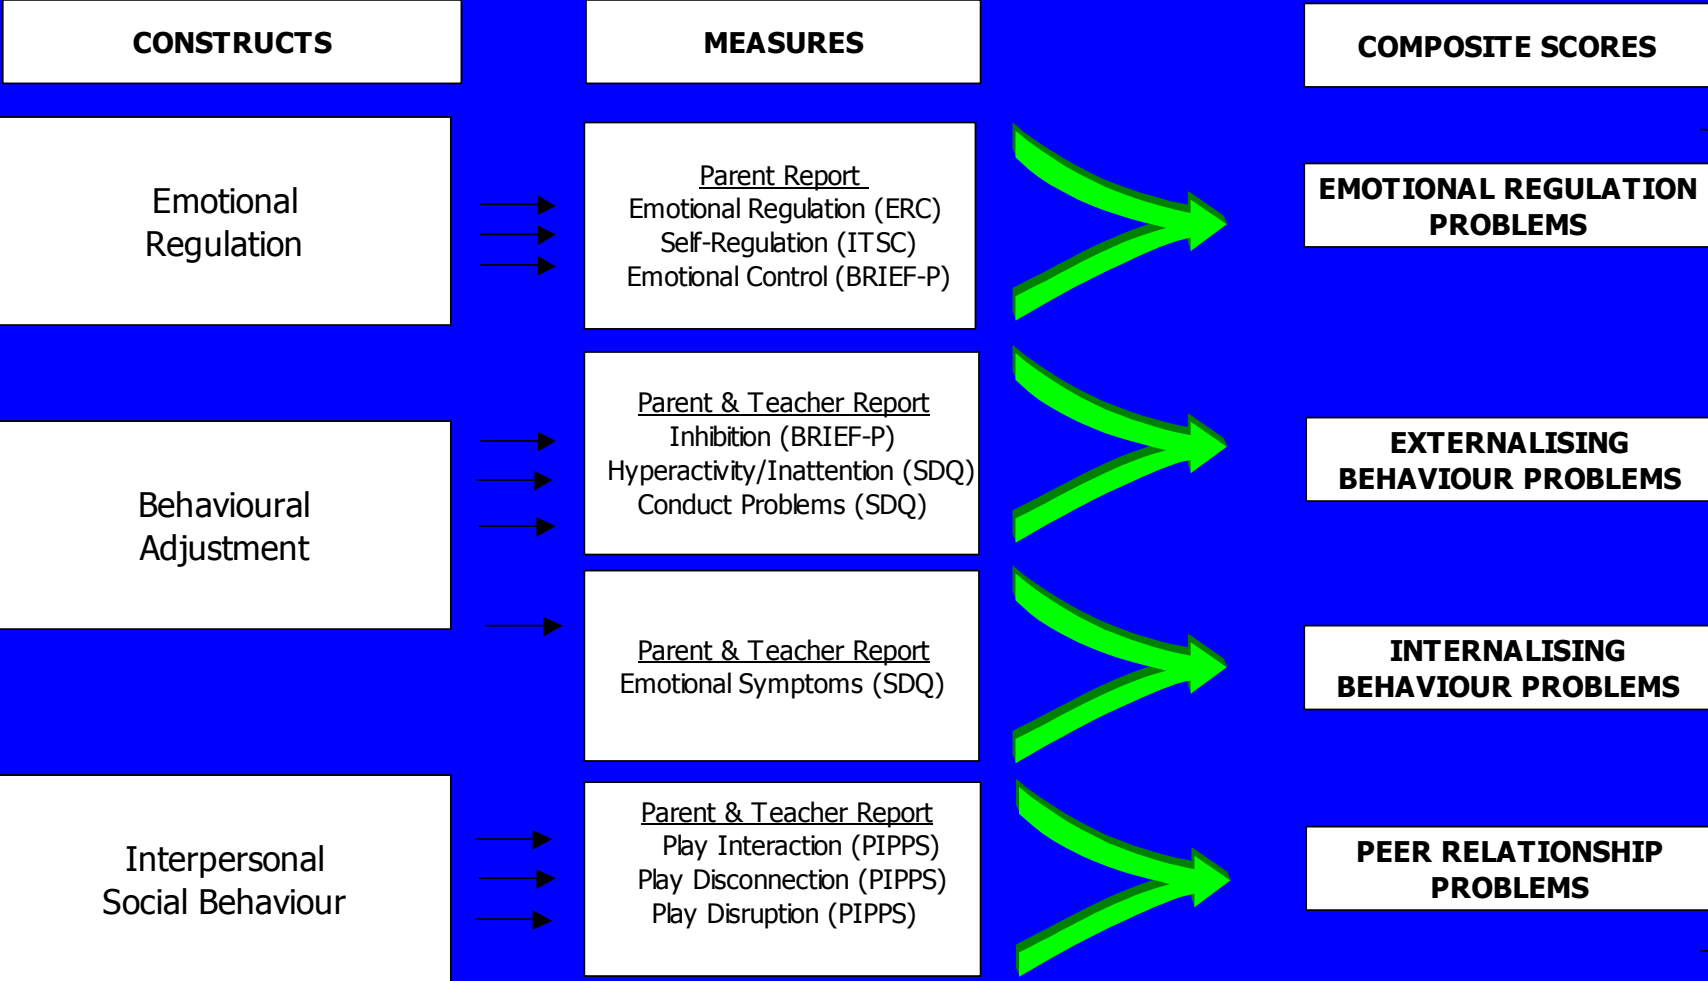 CONSTRUCTS
MEASURES
COMPOSITE SCORES
Emotional
Regulation
Parent Report
Emotional Regulation (ERC)
Self-Regulation (ITSC)
Emotional Control (BRIEF-P)
EMOTIONAL REGULATION
PROBLEMS
Behavioural
Adjustment
Parent & Teacher Report
Inhibition (BRIEF-P)
Hyperactivity/Inattention (SDQ)
Conduct Problems (SDQ)
EXTERNALISING
BEHAVIOUR PROBLEMS
Parent & Teacher Report
Emotional Symptoms (SDQ)
INTERNALISING
BEHAVIOUR PROBLEMS
Interpersonal
Social Behaviour
Parent & Teacher Report
Play Interaction (PIPPS)
Play Disconnection (PIPPS)
Play Disruption (PIPPS)
PEER RELATIONSHIP
PROBLEMS